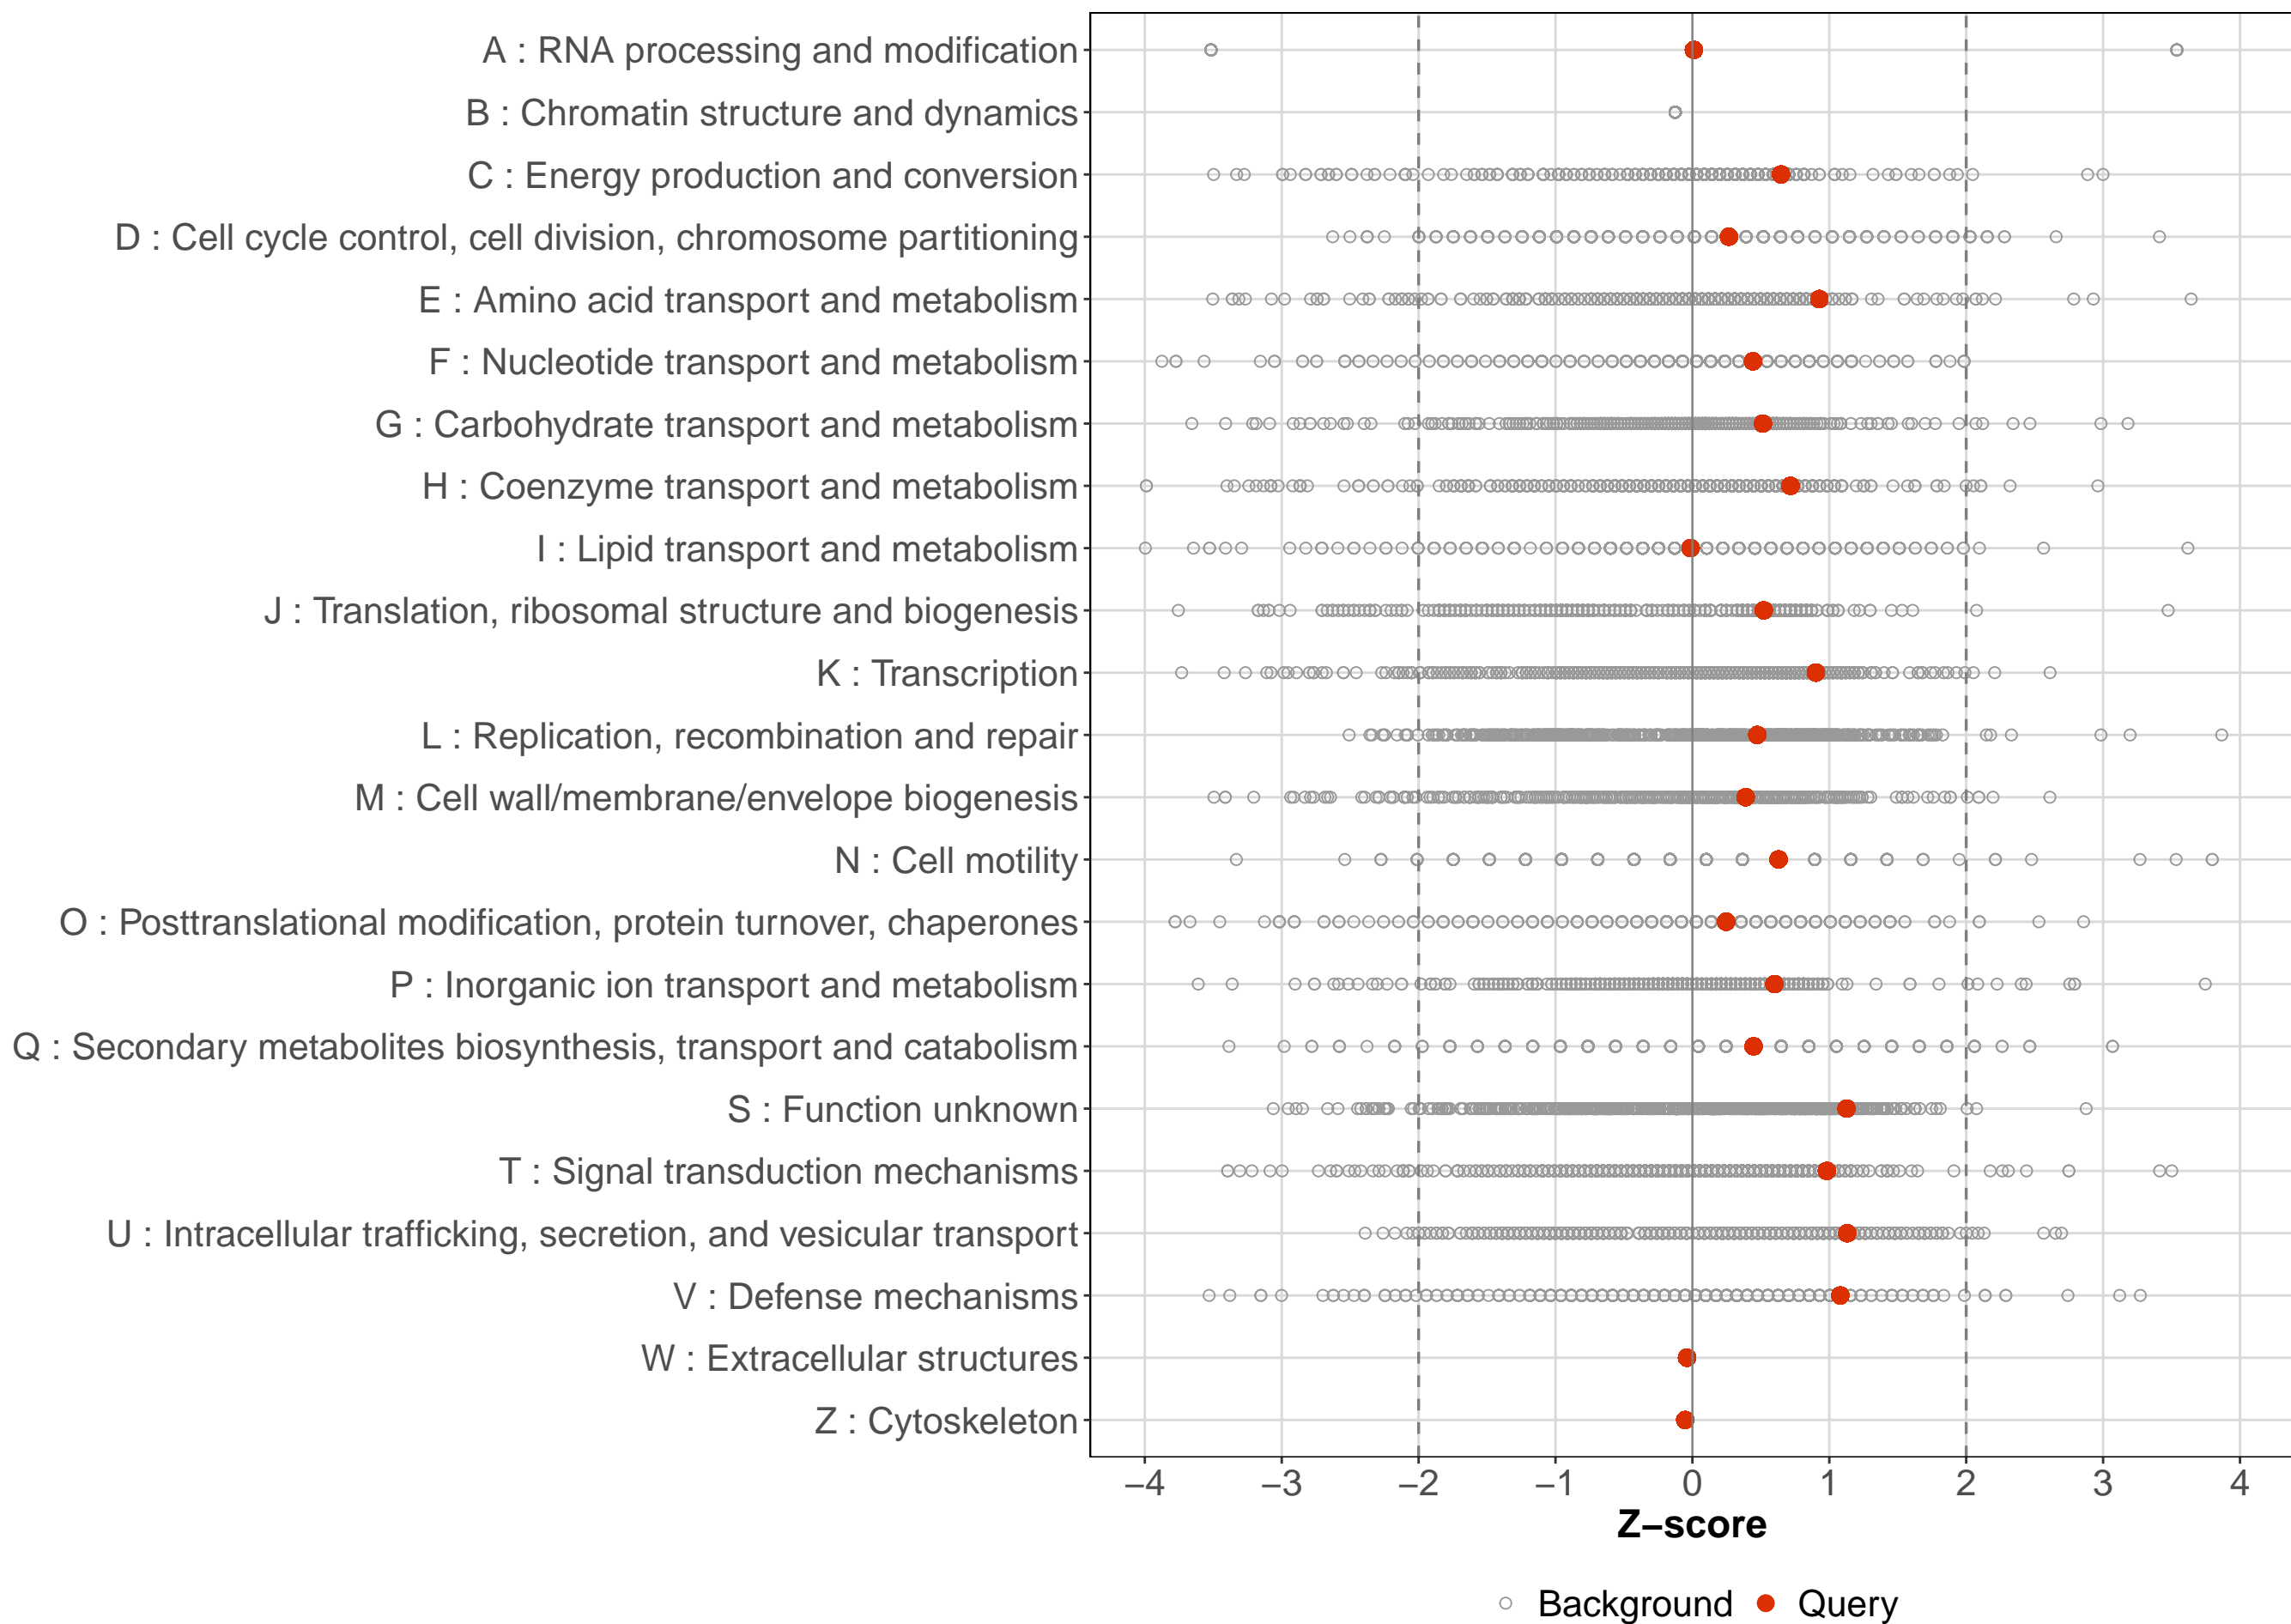 A : RNA processing and modification
B : Chromatin structure and dynamics
C : Energy production and conversion
D : Cell cycle control, cell division, chromosome partitioning
E : Amino acid transport and metabolism
F : Nucleotide transport and metabolism
G : Carbohydrate transport and metabolism
H : Coenzyme transport and metabolism
I : Lipid transport and metabolism
J : Translation, ribosomal structure and biogenesis
K : Transcription
L : Replication, recombination and repair
M : Cell wall/membrane/envelope biogenesis
N : Cell motility
O : Posttranslational modification, protein turnover, chaperones
P : Inorganic ion transport and metabolism
Q : Secondary metabolites biosynthesis, transport and catabolism
S : Function unknown
T : Signal transduction mechanisms
U : Intracellular trafficking, secretion, and vesicular transport
V : Defense mechanisms
W : Extracellular structures
Z : Cytoskeleton
−4 −3 −2 −1 0 1 2 3 4
Z−score
Background Query